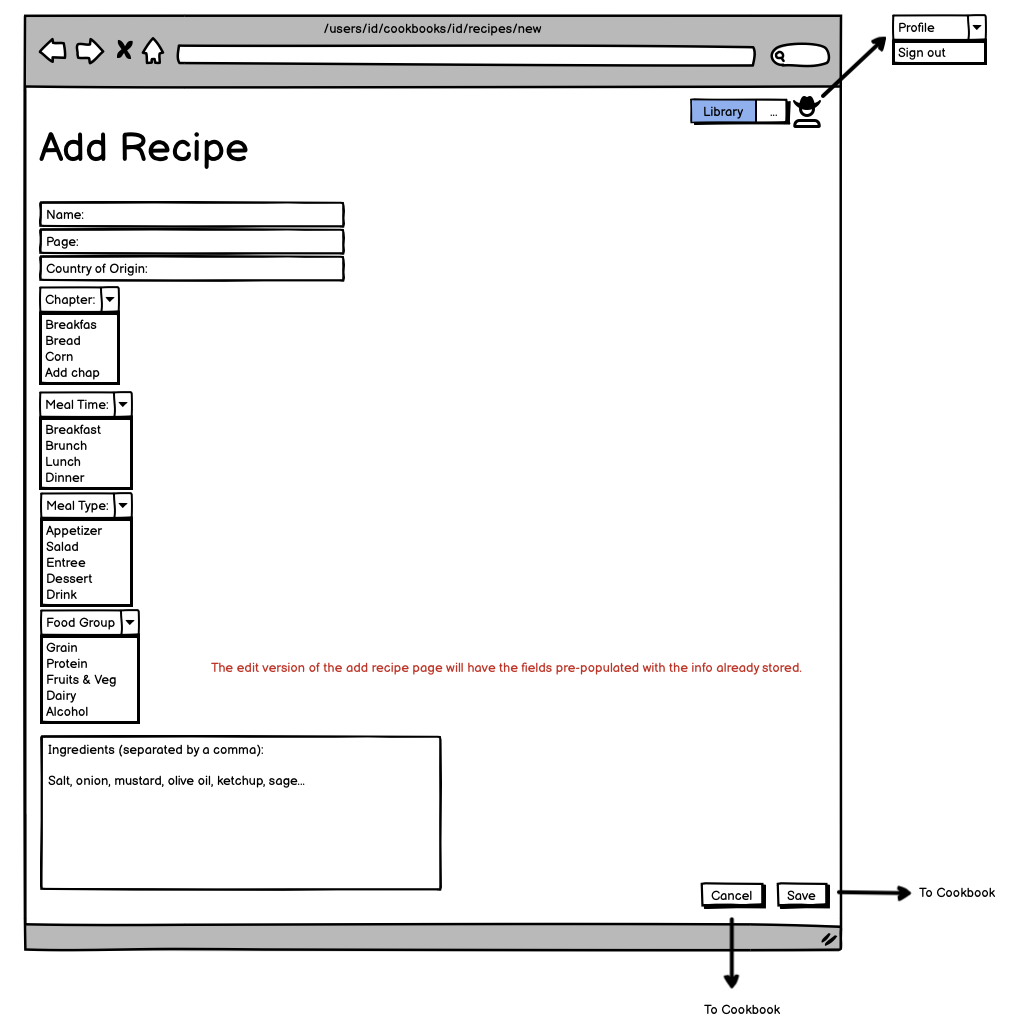 /users/id/cookbooks/id/recipes/new
Profile
Sign out
Library
...
Add Recipe
Name:
Page:
Country of Origin:
Chapter:
Breakfas
Bread
Corn
Add chap
Meal Time:
Breakfast
Brunch
Lunch
Dinner
Meal Type:
Appetizer
Salad
Entree
Dessert
Drink
Food Group
Grain
Protein
Fruits & Veg
Dairy
Alcohol
The edit version of the add recipe page will have the fields pre-populated with the info already stored.
Ingredients (separated by a comma):
Salt, onion, mustard, olive oil, ketchup, sage...
Cancel
Save
To Cookbook
To Cookbook